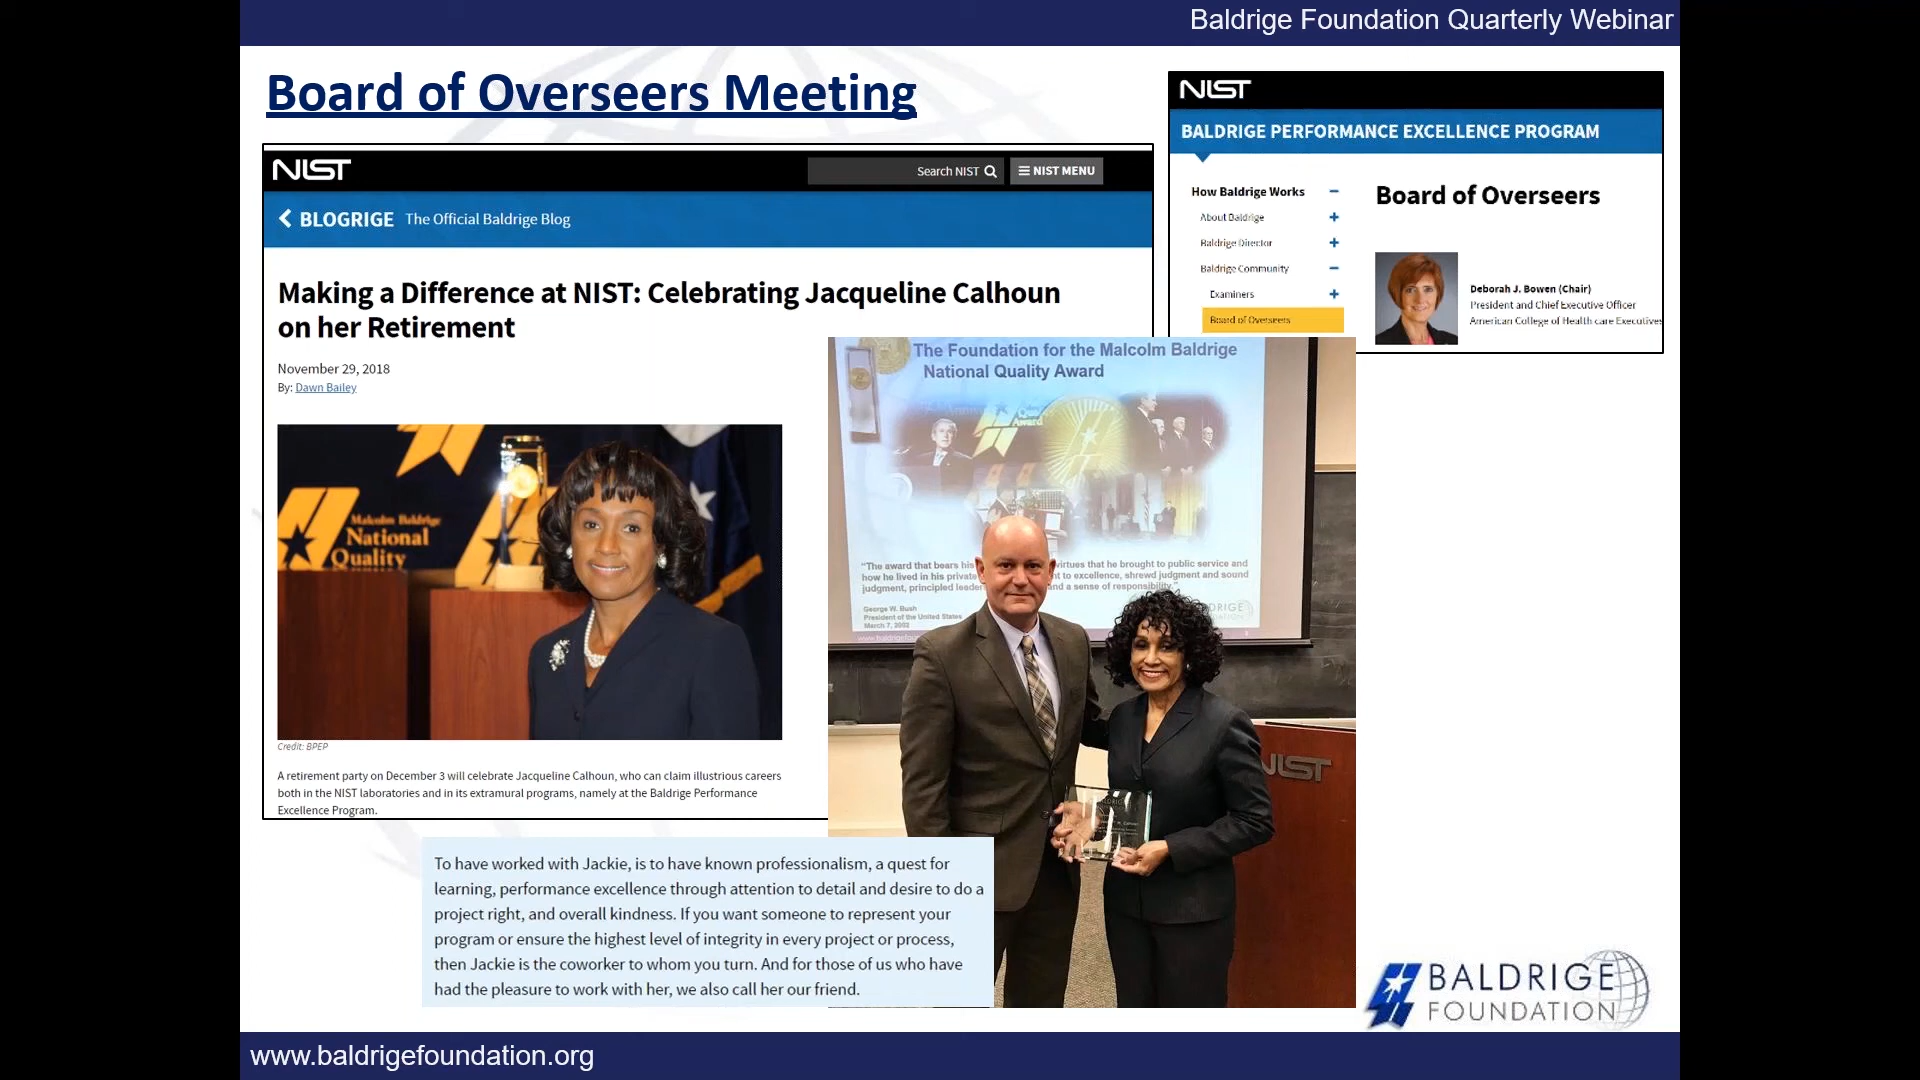 Baldrige Foundation Quarterly Webinar
Board of Overseers Meeting
NIST
Search NIST
NIST MENU
BLOGRIGE The Official Baldrige Blog
Making a Difference at NIST: Celebrating Jacqueline Calhoun
on her Retirement
November 29, 2018
By: Dawn Bailey
Malcolm Baldrige
National
Quality
Credit: BPEP
A retirement party on December 3 will celebrate Jacqueline Calhoun, who can claim illustrious careers
both in the NIST laboratories and in its extramural programs, namely at the Baldrige Performance
Excellence Program.
NIST
BALDRIGE PERFORMANCE EXCELLENCE PROGRAM
How Baldrige Works
About Baldrige
Baldrige Director
Baldrige Community
Examiners
Board of Overseers
Board of Overseers
Deborah J. Bowen (Chair)
President and Chief Executive Officer
American College of Health care Executives
The Foundation for the Malcolm Baldrige
National Quality Award
Award
"The award that bears his virtues that he brought to public service and
how he lived in his private to excellence, shrewd judgment and sound
judgment, principled and a sense of responsibility."
George W. Bush
President of the United States
March 7, 2002
NIST
To have worked with Jackie, is to have known professionalism, a quest for
learning, performance excellence through attention to detail and desire to do a
project right, and overall kindness. If you want someone to represent your
program or ensure the highest level of integrity in every project or process,
then Jackie is the coworker to whom you turn. And for those of us who have
had the pleasure to work with her, we also call her our friend.
BALDRIGE
FOUNDATION
www.baldrigefoundation.org